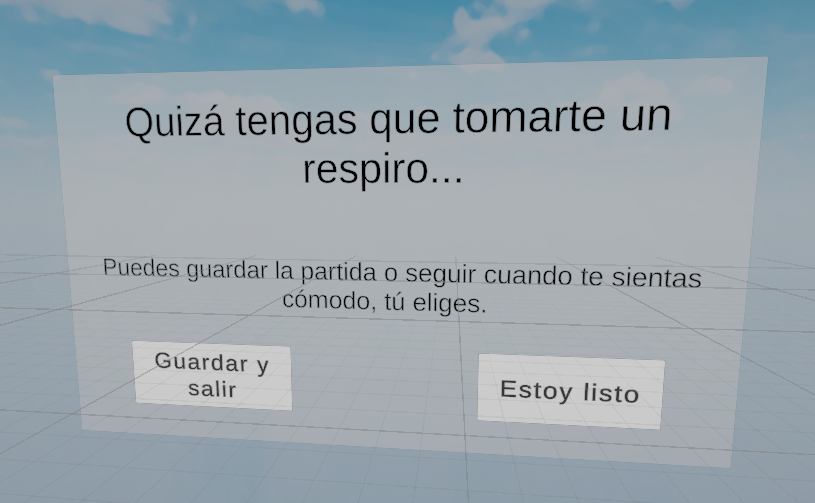 Quizá tengas que tomarte un
respiro...
Puedes guardar la partida o seguir cuando te sientas
cómodo, tú eliges.
Guardar y
salir
Estoy listo